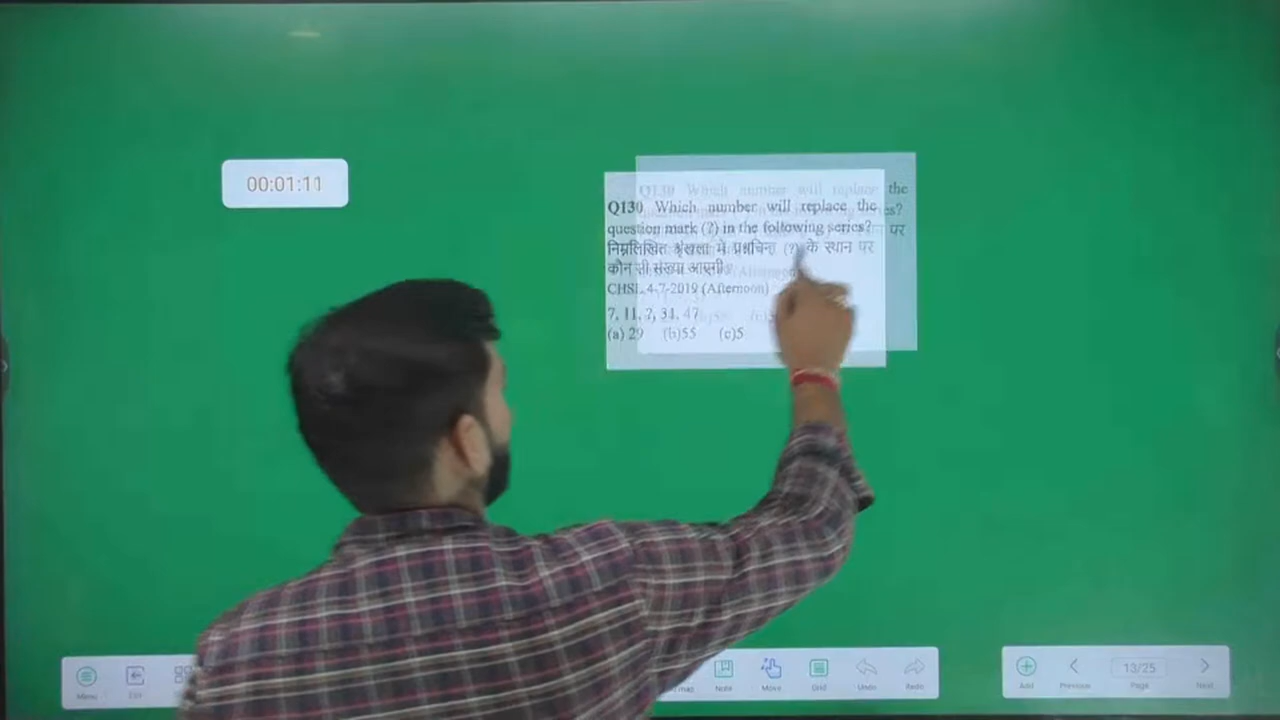 00:01:11
Q130 Which number will replace the
question mark (?) in the following series?
निम्नलिखित श्रृंखला में प्रश्नचिन्ह (?) के स्थान पर
कौन सी संख्या आएगी
CHSL 4-7-2019 (Afternoon)
7, 11, ?, 31, 47
(a) 29 (b)55 (c)5
Menu
Exit
Note
Move
Grid
Undo
Redo
Add
Previous
13/25
Page
Next